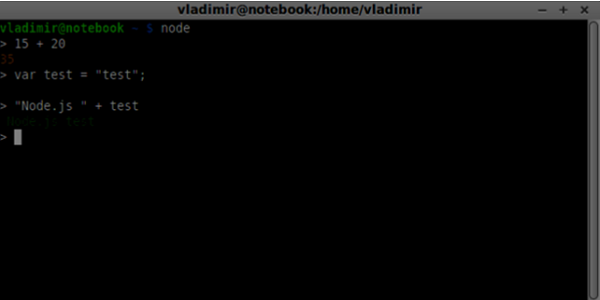 vladimir@notebook:/home/vladimir
vladimir@notebook ~ $ node
> 15 + 20
35
> var test = "test";
> "Node.js " + test
Node.js test
>